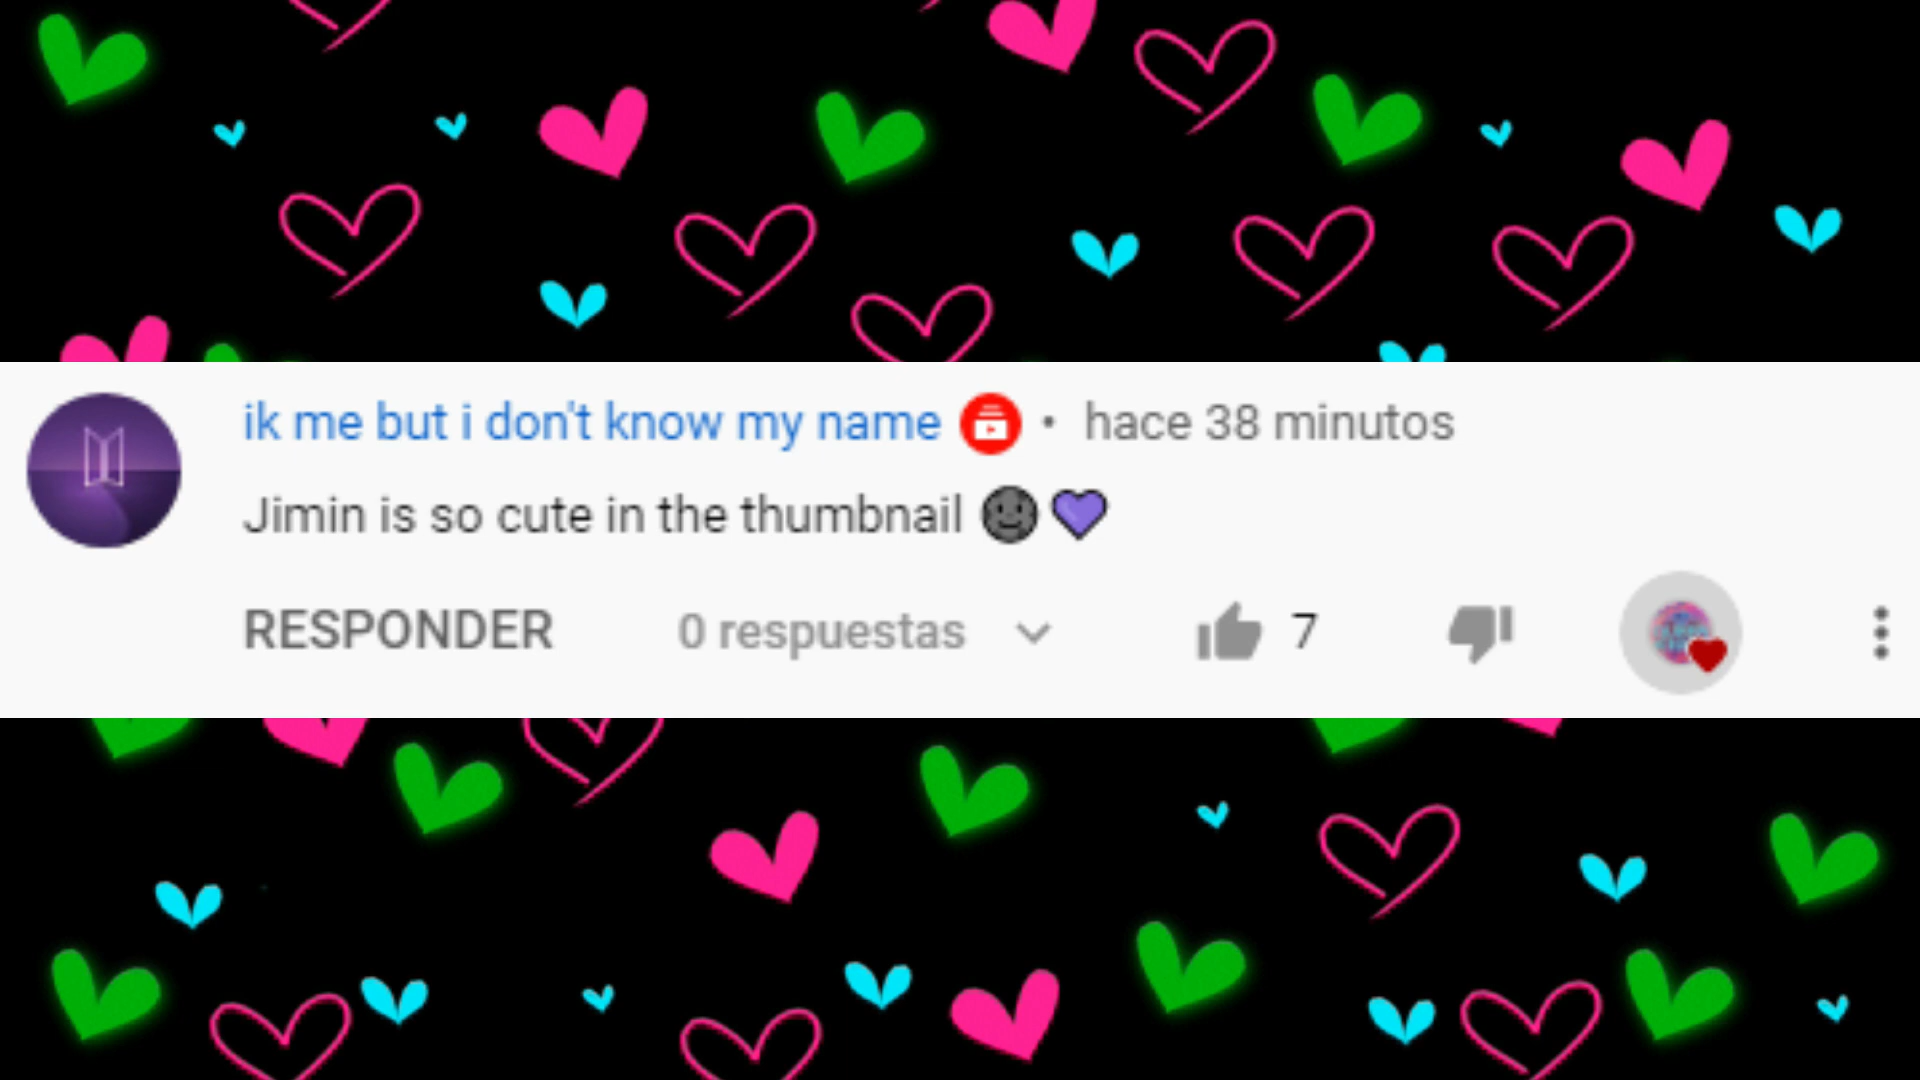 ik me but i don't know my name • hace 38 minutos
Jimin is so cute in the thumbnail 🌚💜
RESPONDER 0 respuestas 7